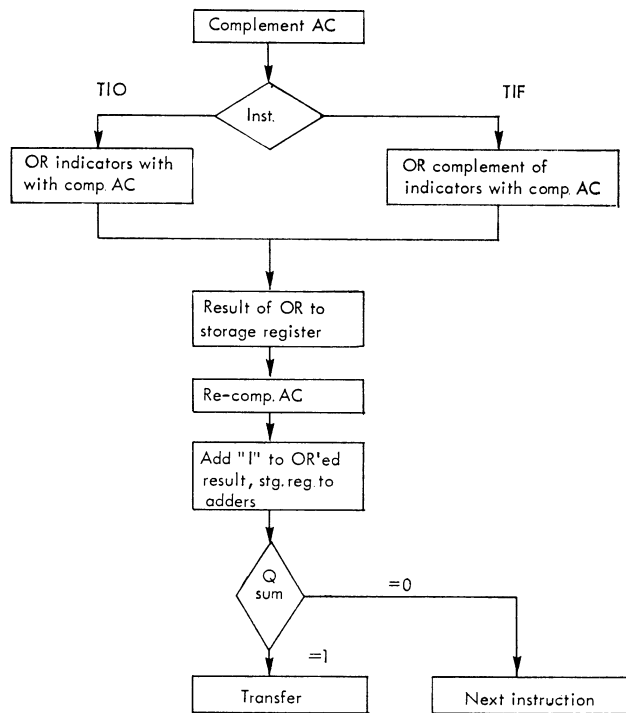 Complement AC
TIO
TIF
Inst.
OR indicators with
with comp. AC
OR complement of
indicators with comp. AC
Result of OR to
storage register
Re-comp. AC
Add "1" to OR'ed
result, stg. reg. to
adders
Q
sum
=0
=1
Transfer
Next instruction